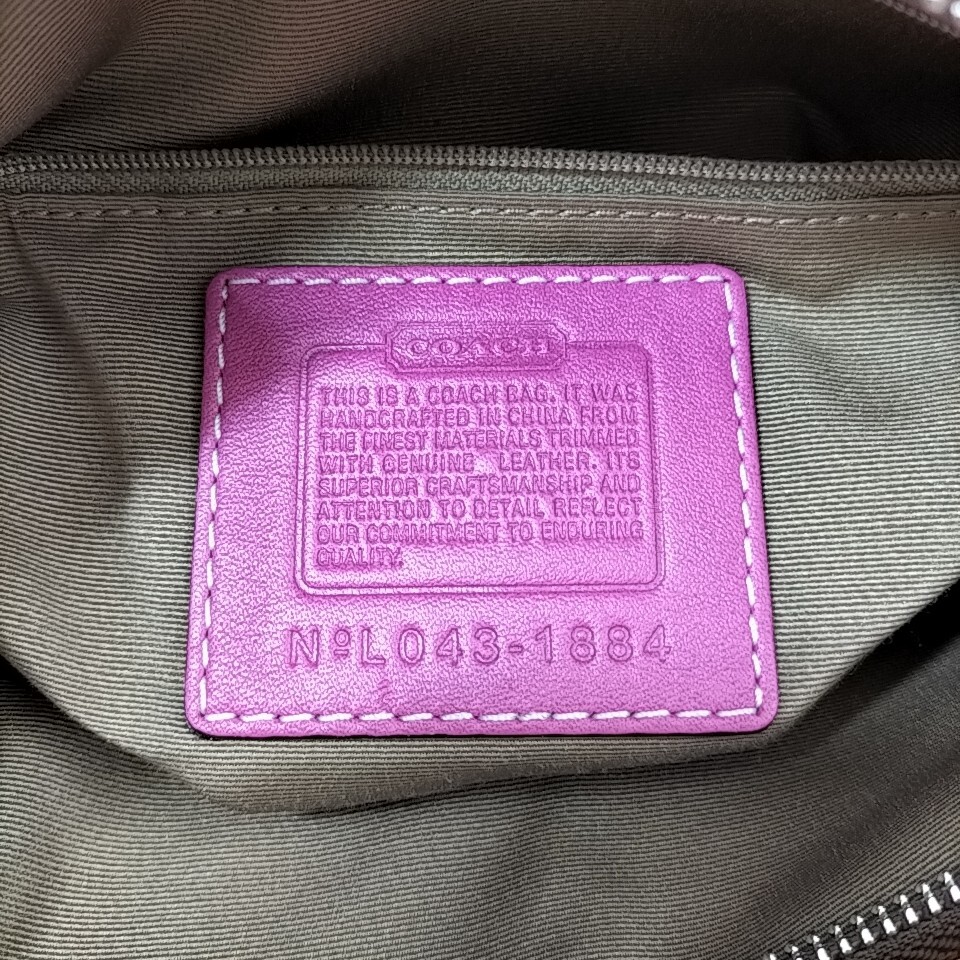 COACH
THIS IS A COACH BAG. IT WAS
HANDCRAFTED IN CHINA FROM
THE FINEST MATERIALS TRIMMED
WITH GENUINE LEATHER. ITS
SUPERIOR CRAFTSMANSHIP AND
ATTENTION TO DETAIL REFLECT
OUR COMMITMENT TO ENDURING
QUALITY.
NºL043-1884